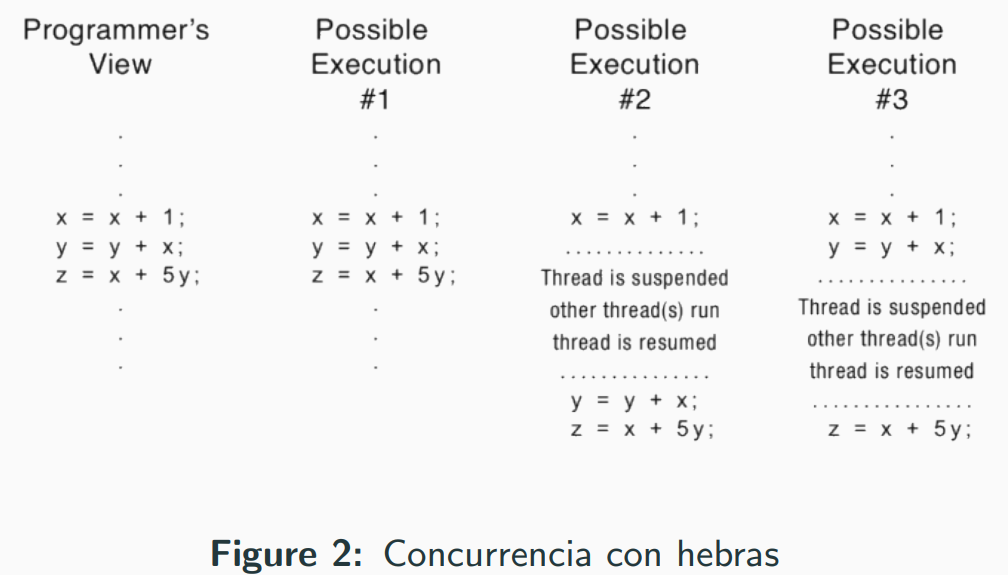 Programmer's
View
x = x + 1;
y = y + x;
z = x + 5y;
Possible
Execution
#1
x = x + 1;
y = y + x;
z = x + 5y;
Possible
Execution
#2
x = x + 1;
..............
Thread is suspended
other thread(s) run
thread is resumed
...............
y = y + x;
z = x + 5y;
Possible
Execution
#3
x = x + 1;
y = y + x;
...............
Thread is suspended
other thread(s) run
thread is resumed
................
z = x + 5y;
Figure 2: Concurrencia con hebras